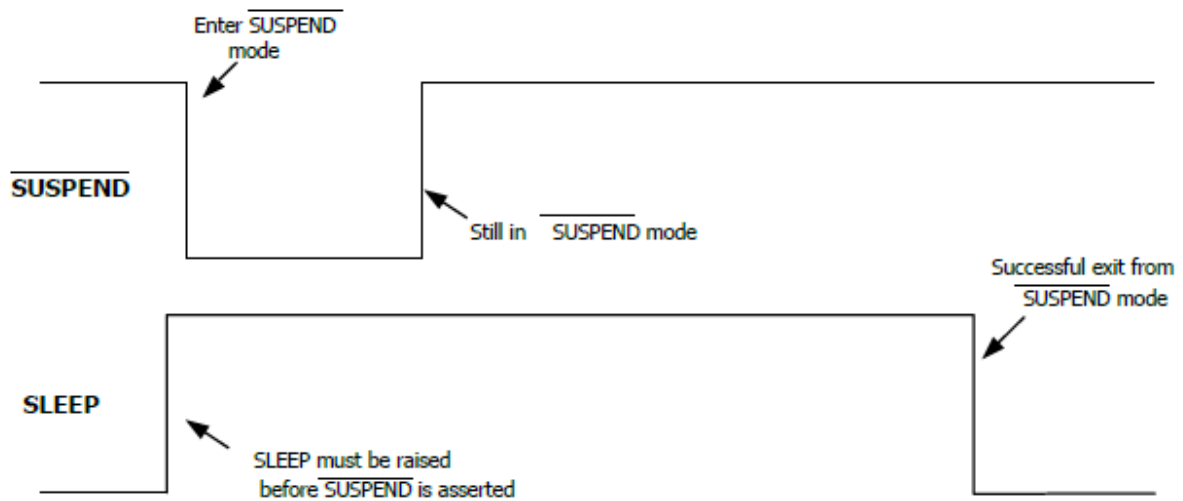 Enter SUSPEND
mode
SUSPEND
Still in SUSPEND mode
Successful exit from
SUSPEND mode
SLEEP
SLEEP must be raised
before SUSPEND is asserted